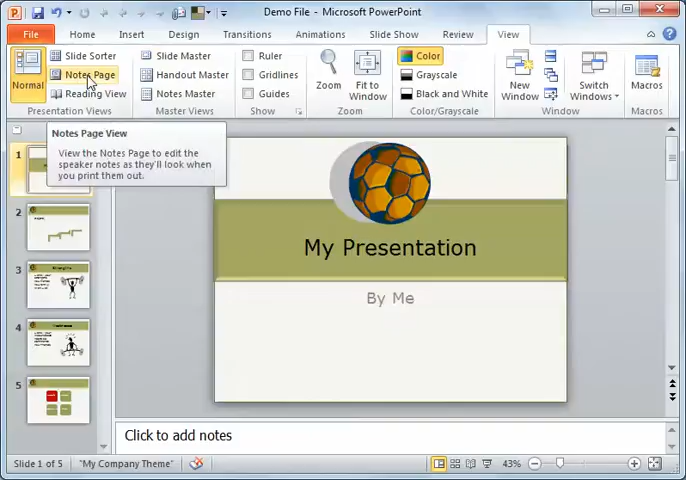 Demo File - Microsoft PowerPoint
File Home Insert Design Transitions Animations Slide Show Review View
Normal
Slide Sorter
Notes Page
Reading View
Presentation Views
Slide Master
Handout Master
Notes Master
Master Views
Ruler
Gridlines
Guides
Show
Zoom
Fit to
Window
Zoom
Color
Grayscale
Black and White
Color/Grayscale
New
Window
Switch
Windows
Window
Macros
Macros
Notes Page View
View the Notes Page to edit the
speaker notes as they'll look when
you print them out.
1
2
3
4
5
My Presentation
By Me
Click to add notes
Slide 1 of 5
"My Company Theme"
43%